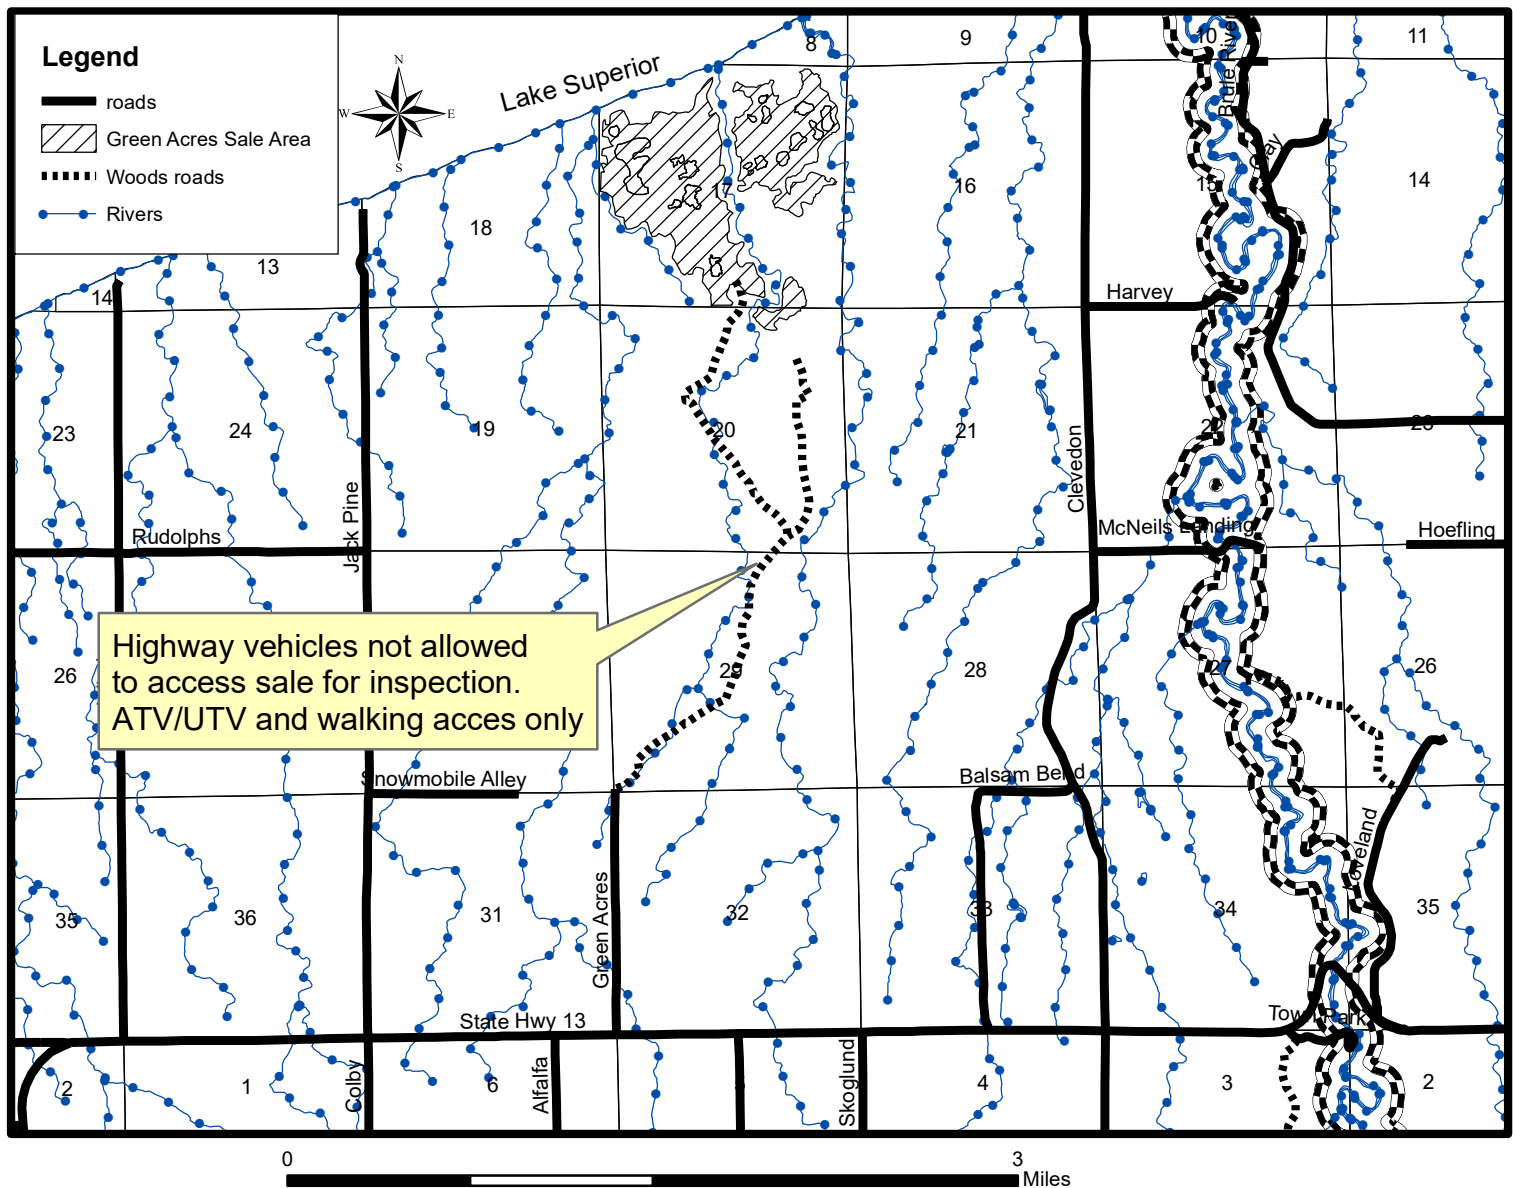 Legend
roads
Green Acres Sale Area
Woods roads
Rivers
N
W
E
S
Lake Superior
8
9
10
11
Brule River
Clay
13
14
15
16
17
18
14
Harvey
23
24
19
20
21
22
23
Jack Pine
Clevedon
Rudolphs
McNeils Landing
Hoefling
Highway vehicles not allowed
to access sale for inspection.
ATV/UTV and walking acces only
26
29
28
27
26
Snowmobile Alley
Balsam Bend
Loveland
35
36
31
Green Acres
32
33
34
35
State Hwy 13
Town Park
2
1
Colby
6
Alfalfa
5
Skoglund
4
3
2
0
3
Miles